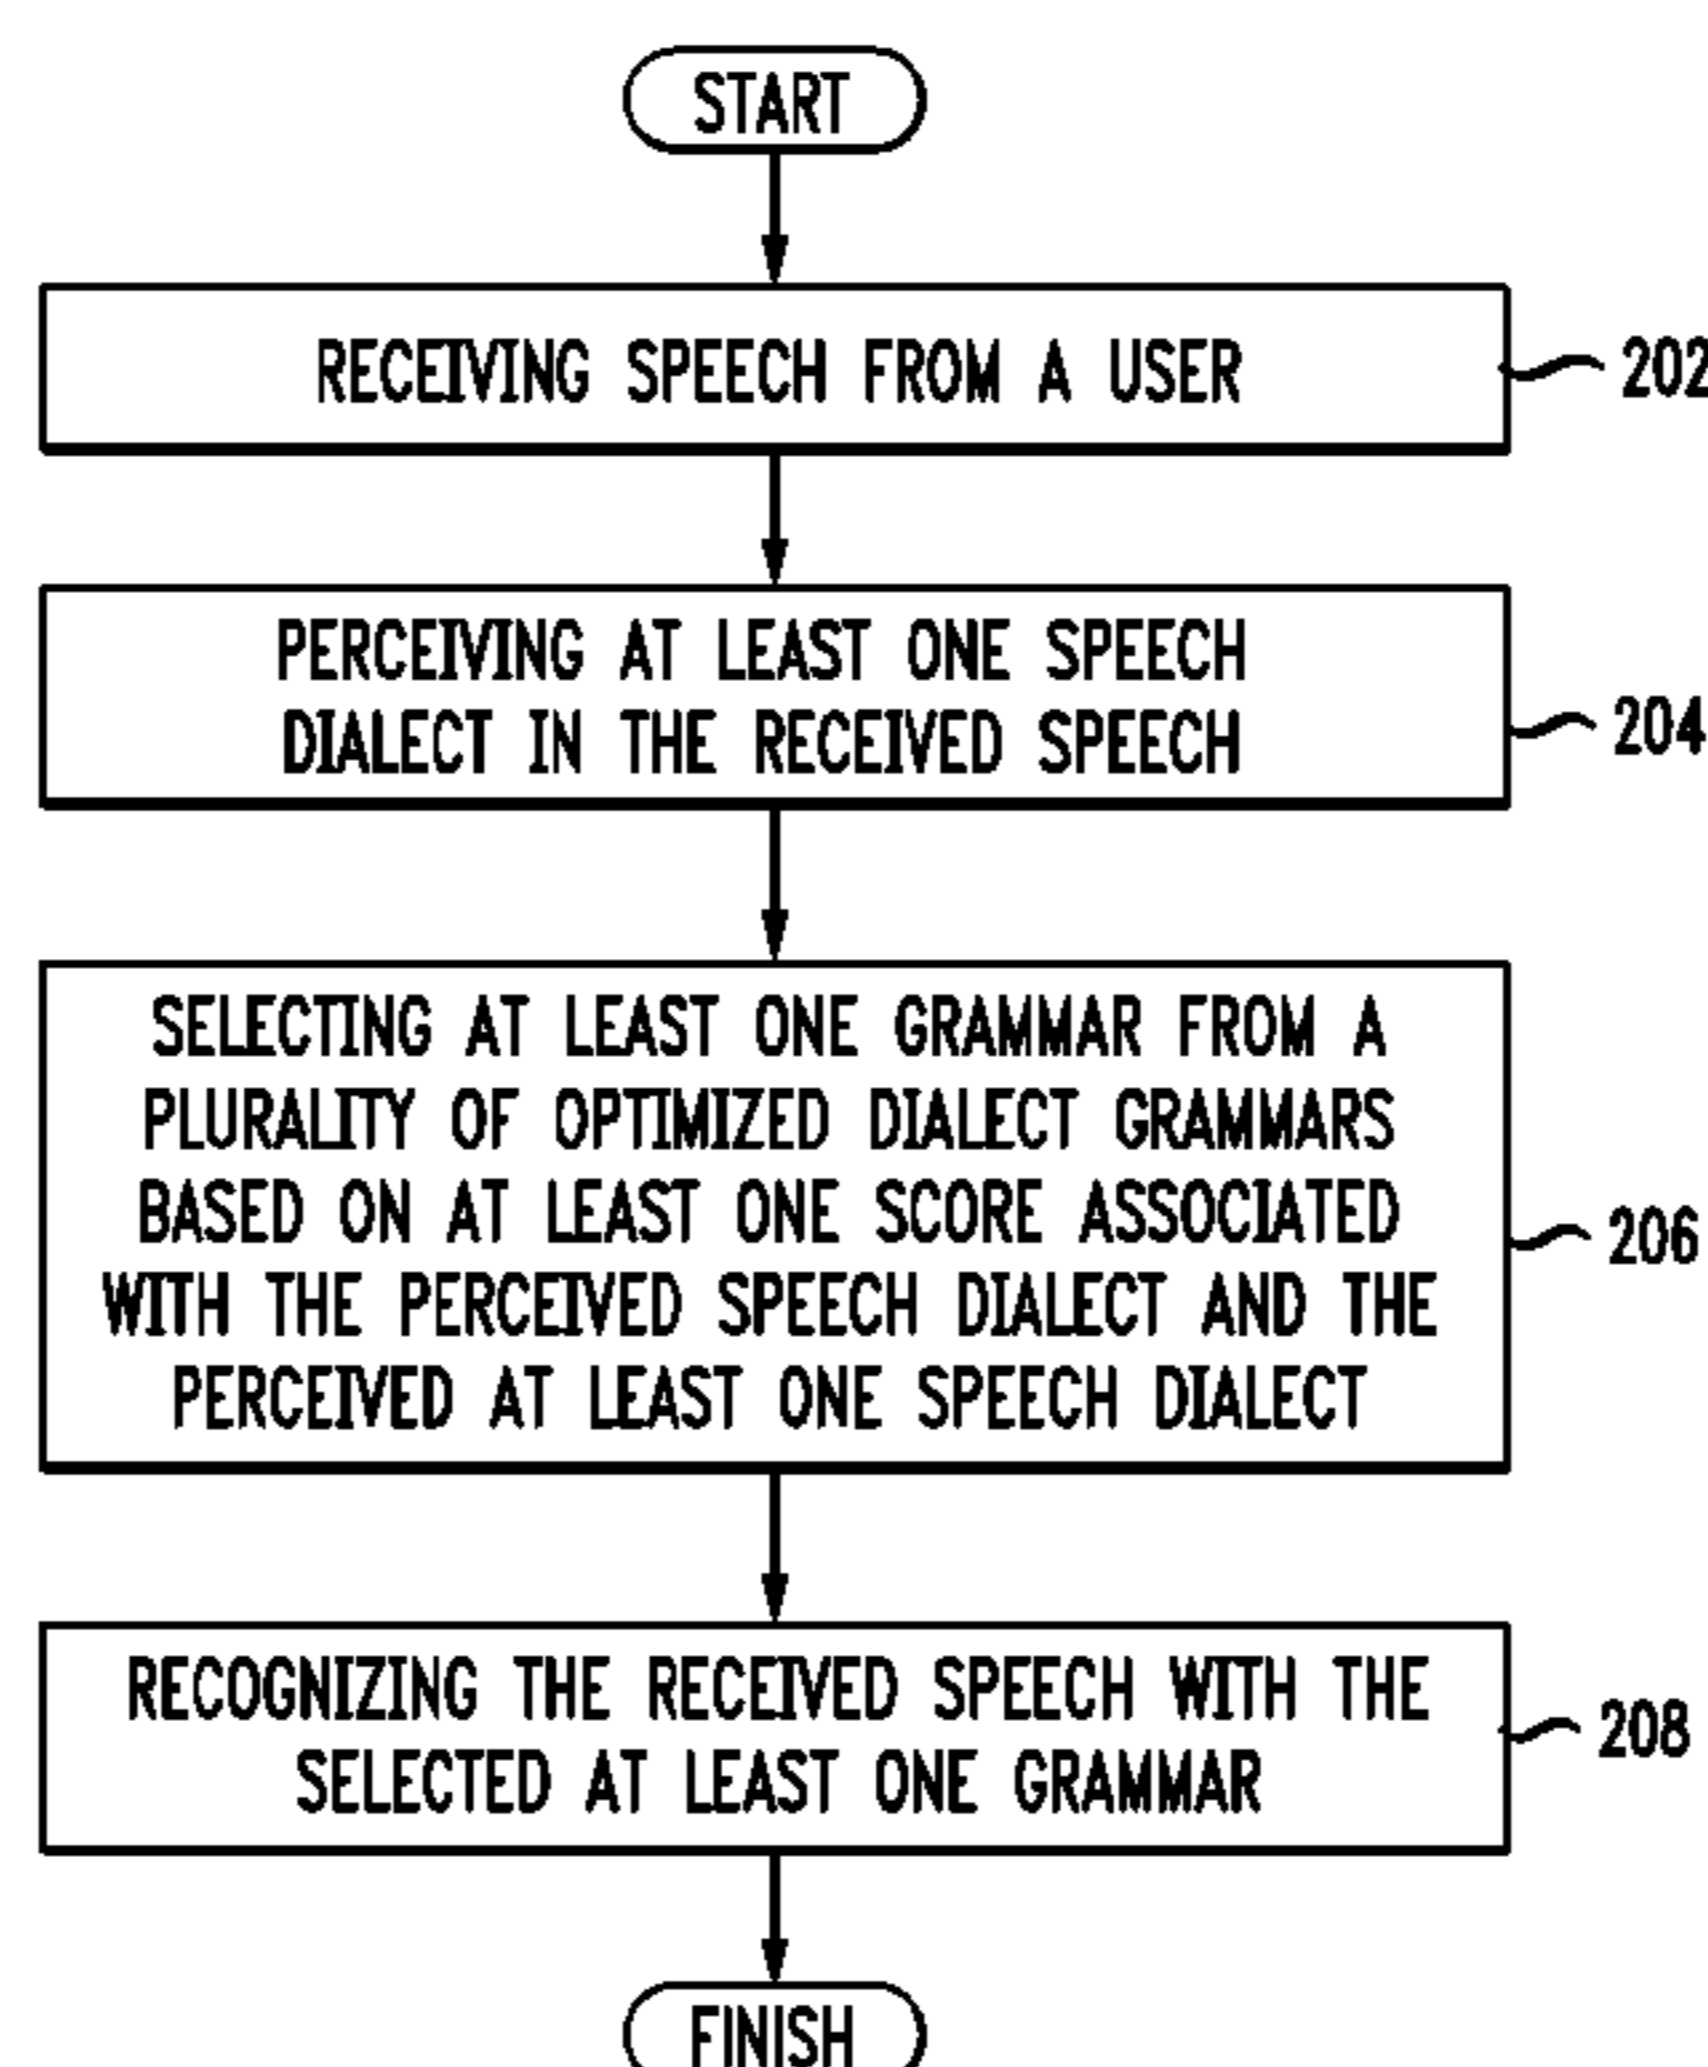 START
RECEIVING SPEECH FROM A USER
202
PERCEIVING AT LEAST ONE SPEECH
DIALECT IN THE RECEIVED SPEECH
204
SELECTING AT LEAST ONE GRAMMAR FROM A
PLURALITY OF OPTIMIZED DIALECT GRAMMARS
BASED ON AT LEAST ONE SCORE ASSOCIATED
WITH THE PERCEIVED SPEECH DIALECT AND THE
PERCEIVED AT LEAST ONE SPEECH DIALECT
206
RECOGNIZING THE RECEIVED SPEECH WITH THE
SELECTED AT LEAST ONE GRAMMAR
208
FINISH